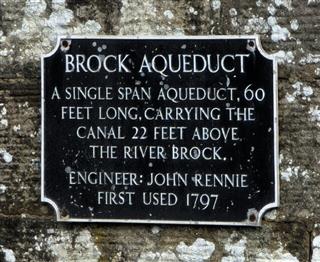 BROCK AQUEDUCT
A SINGLE SPAN AQUEDUCT, 60
FEET LONG, CARRYING THE
CANAL 22 FEET ABOVE
THE RIVER BROCK.
ENGINEER: JOHN RENNIE
FIRST USED 1797